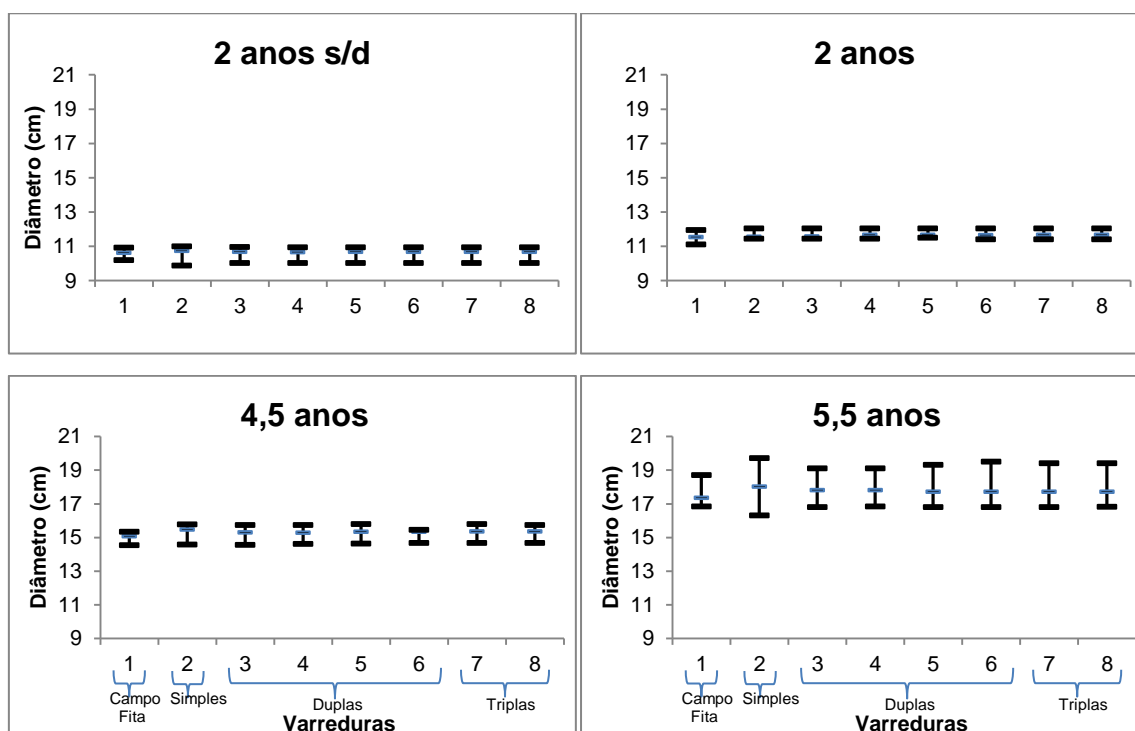 2 anos s/d
Diâmetro (cm)
21
19
17
15
13
11
9
1 2 3 4 5 6 7 8
2 anos
21
19
17
15
13
11
9
1 2 3 4 5 6 7 8
4,5 anos
Diâmetro (cm)
21
19
17
15
13
11
9
1 2 3 4 5 6 7 8
Campo Fita
Simples
Duplas
Triplas
Varreduras
5,5 anos
Diâmetro (cm)
21
19
17
15
13
11
9
1 2 3 4 5 6 7 8
Campo Fita
Simples
Duplas
Triplas
Varreduras